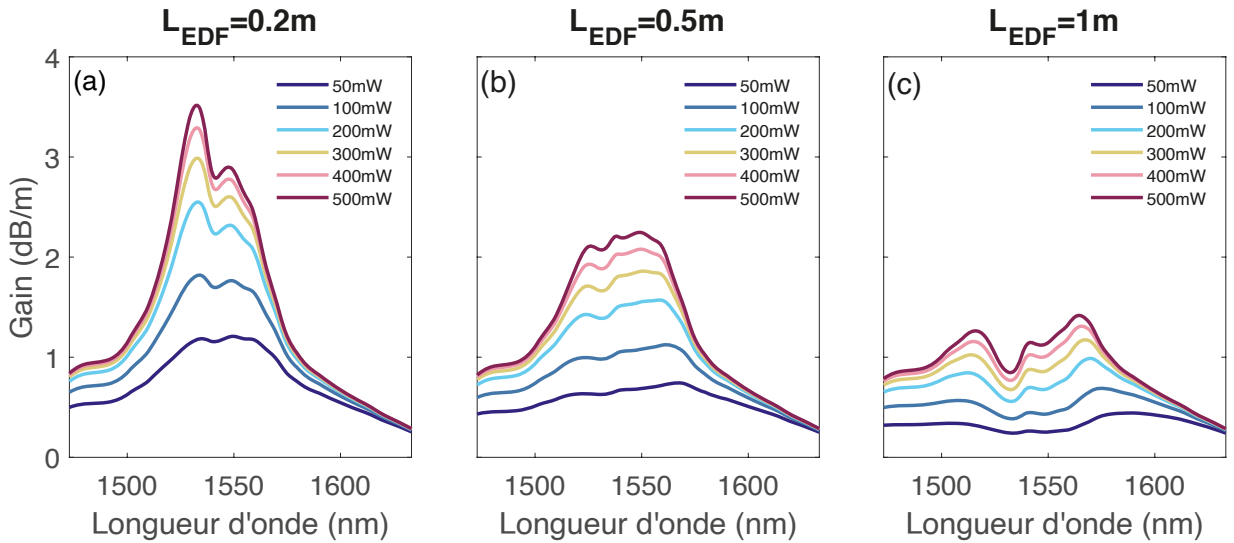 L_EDF=0.2m
L_EDF=0.5m
L_EDF=1m
(a)
50mW
100mW
200mW
300mW
400mW
500mW
(b)
50mW
100mW
200mW
300mW
400mW
500mW
(c)
50mW
100mW
200mW
300mW
400mW
500mW
Gain (dB/m)
4
3
2
1
0
1500 1550 1600
1500 1550 1600
1500 1550 1600
Longueur d'onde (nm)
Longueur d'onde (nm)
Longueur d'onde (nm)